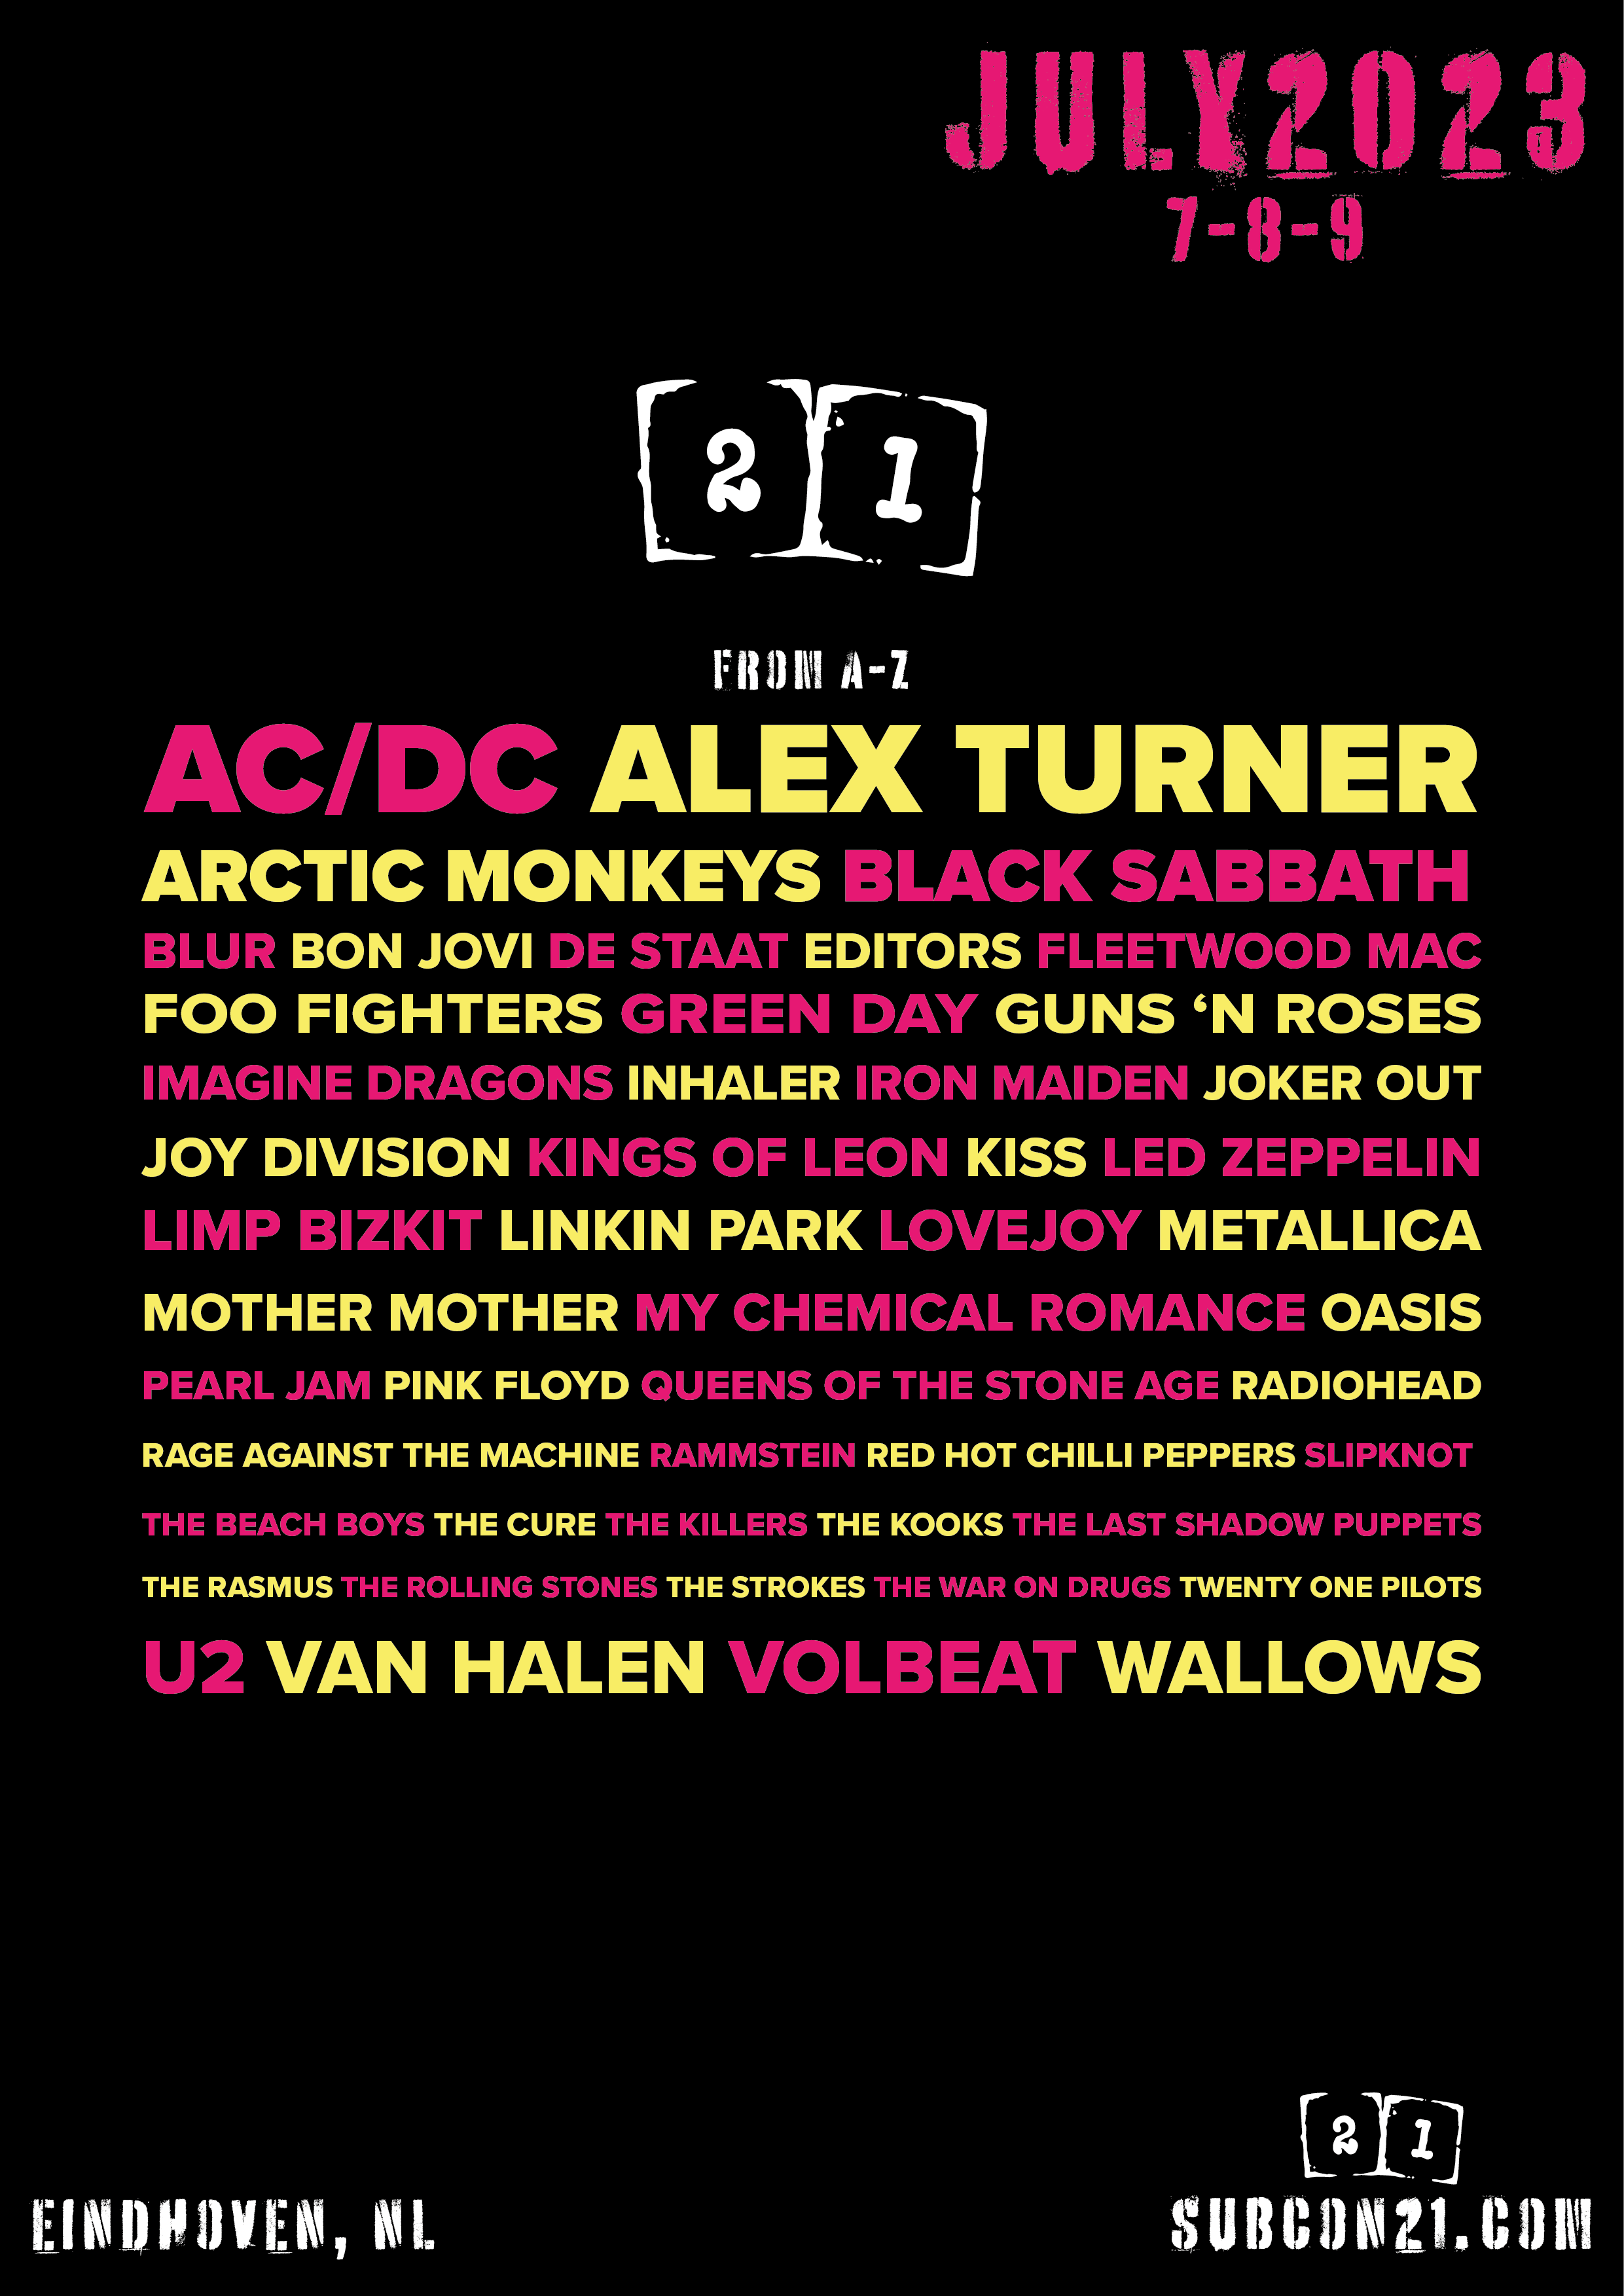 JULY2023
7-8-9
2 1
FROM A-Z
AC/DC ALEX TURNER
ARCTIC MONKEYS BLACK SABBATH
BLUR BON JOVI DE STAAT EDITORS FLEETWOOD MAC
FOO FIGHTERS GREEN DAY GUNS ‘N ROSES
IMAGINE DRAGONS INHALER IRON MAIDEN JOKER OUT
JOY DIVISION KINGS OF LEON KISS LED ZEPPELIN
LIMP BIZKIT LINKIN PARK LOVEJOY METALLICA
MOTHER MOTHER MY CHEMICAL ROMANCE OASIS
PEARL JAM PINK FLOYD QUEENS OF THE STONE AGE RADIOHEAD
RAGE AGAINST THE MACHINE RAMMSTEIN RED HOT CHILLI PEPPERS SLIPKNOT
THE BEACH BOYS THE CURE THE KILLERS THE KOOKS THE LAST SHADOW PUPPETS
THE RASMUS THE ROLLING STONES THE STROKES THE WAR ON DRUGS TWENTY ONE PILOTS
U2 VAN HALEN VOLBEAT WALLOWS
2 1
EINDHOVEN, NL
SUBCON21.COM